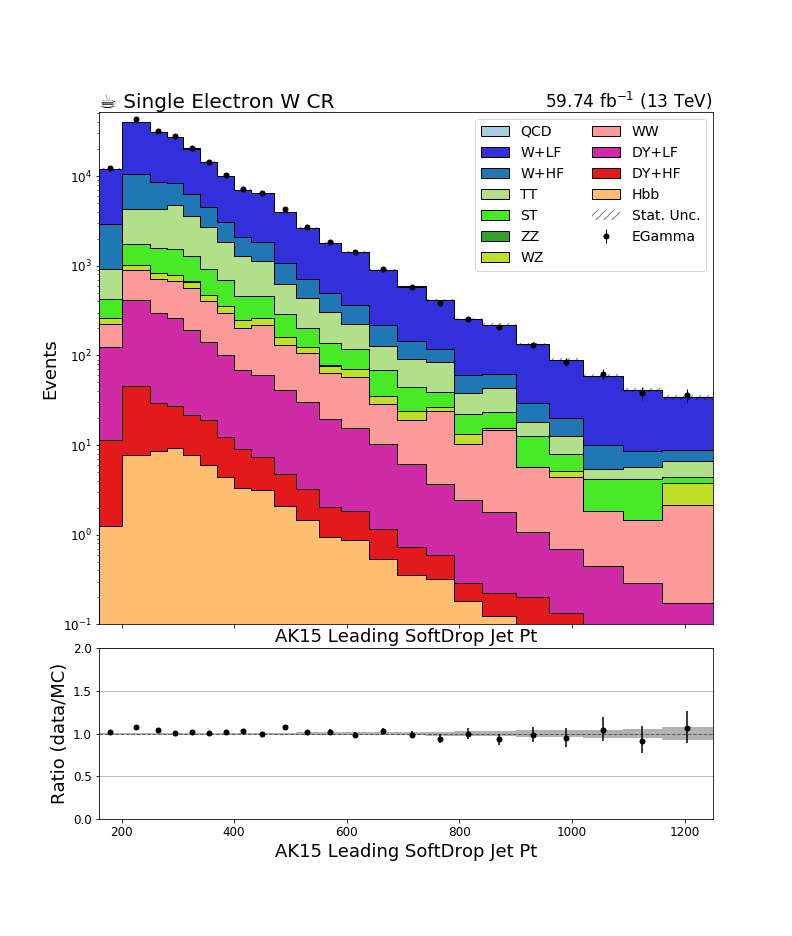 ☕ Single Electron W CR
59.74 fb⁻¹ (13 TeV)
QCD
W+LF
W+HF
TT
ST
ZZ
WZ
WW
DY+LF
DY+HF
Hbb
Stat. Unc.
EGamma
Events
10⁴
10³
10²
10¹
10⁰
10⁻¹
AK15 Leading SoftDrop Jet Pt
Ratio (data/MC)
2.0
1.5
1.0
0.5
0.0
200 400 600 800 1000 1200
AK15 Leading SoftDrop Jet Pt